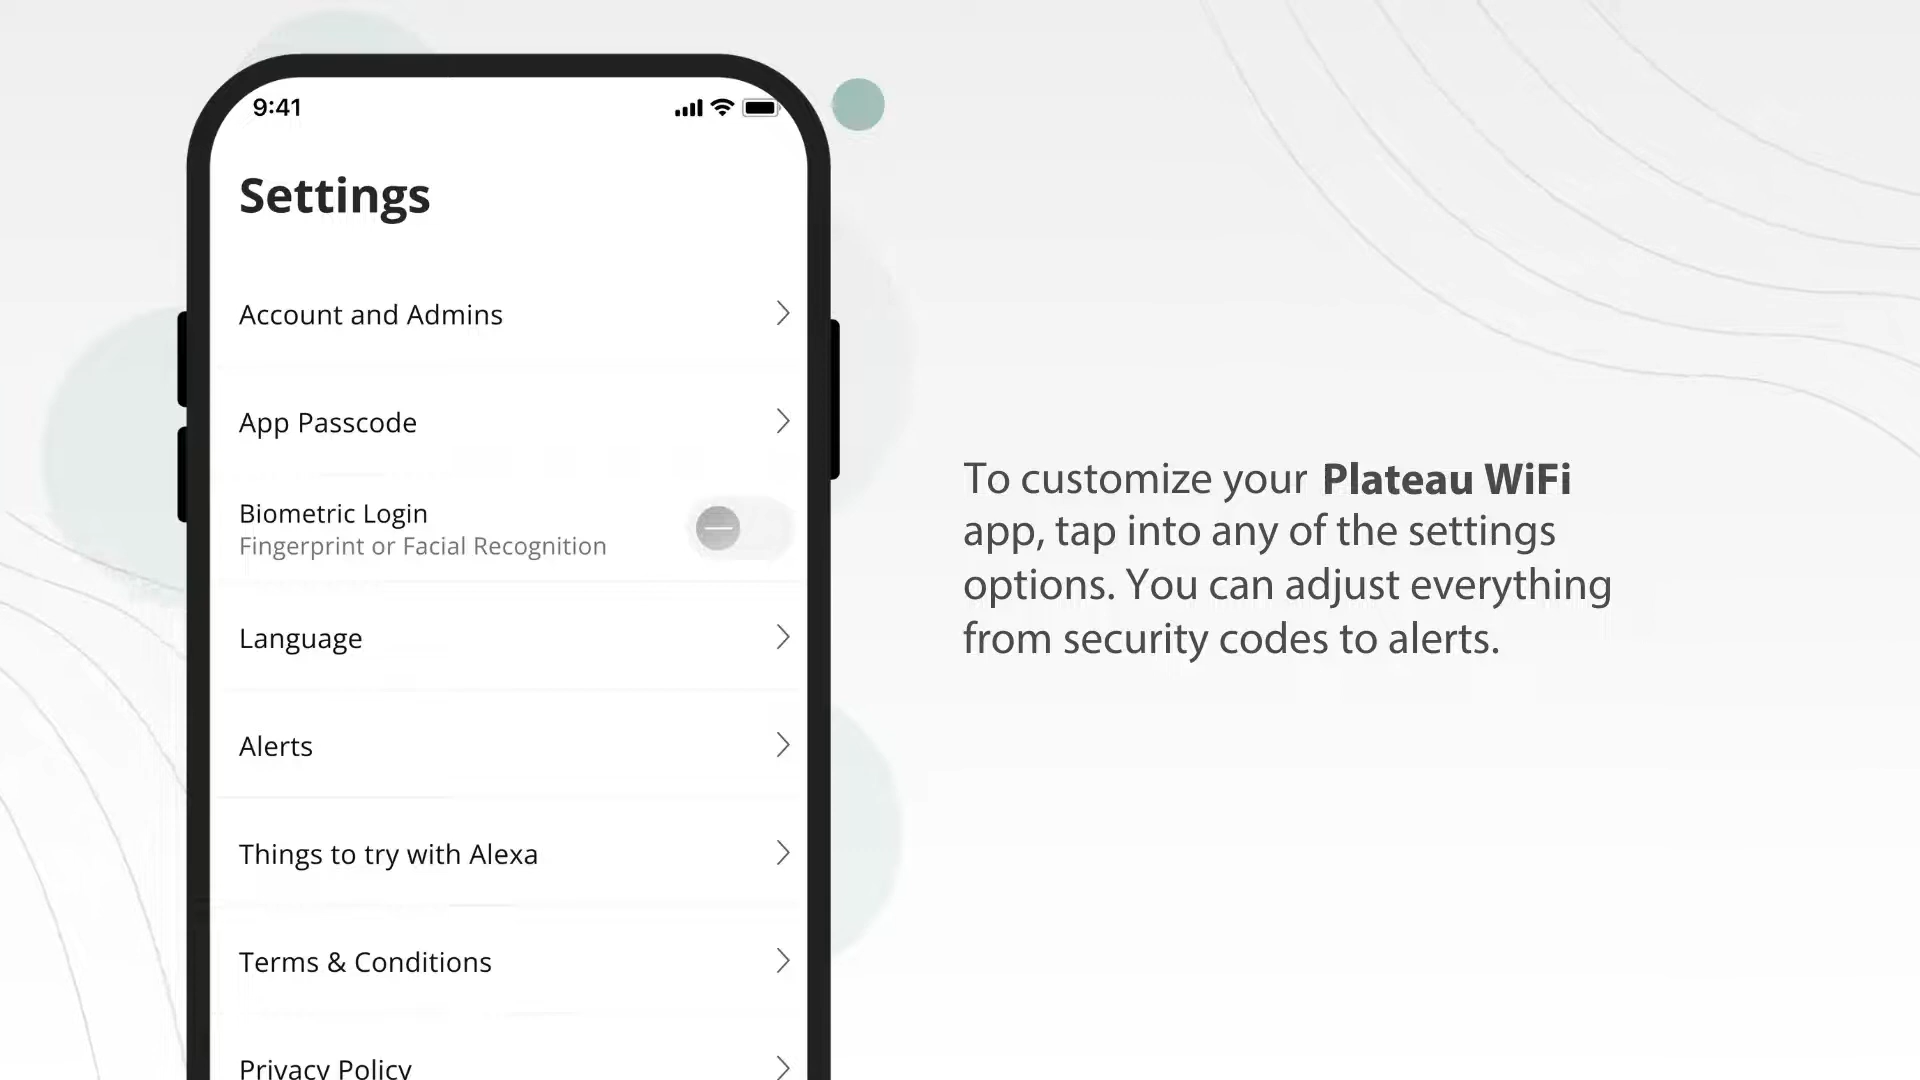 9:41
Settings
Account and Admins
App Passcode
Biometric Login
Fingerprint or Facial Recognition
Language
Alerts
Things to try with Alexa
Terms & Conditions
Privacy Policy
To customize your Plateau WiFi
app, tap into any of the settings
options. You can adjust everything
from security codes to alerts.